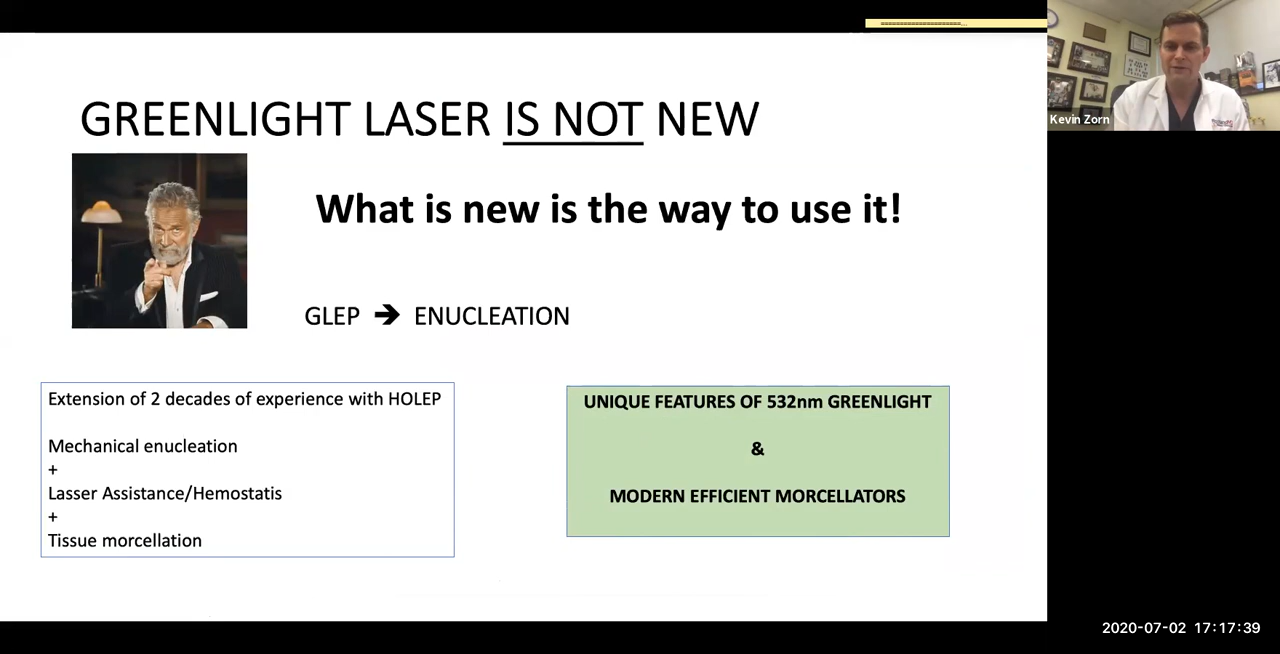 GREENLIGHT LASER IS NOT NEW
What is new is the way to use it!
GLEP ➔ ENUCLEATION
Extension of 2 decades of experience with HOLEP
Mechanical enucleation
+
Lasser Assistance/Hemostatis
+
Tissue morcellation
UNIQUE FEATURES OF 532nm GREENLIGHT
&
MODERN EFFICIENT MORCELLATORS
Kevin Zorn
2020-07-02 17:17:39